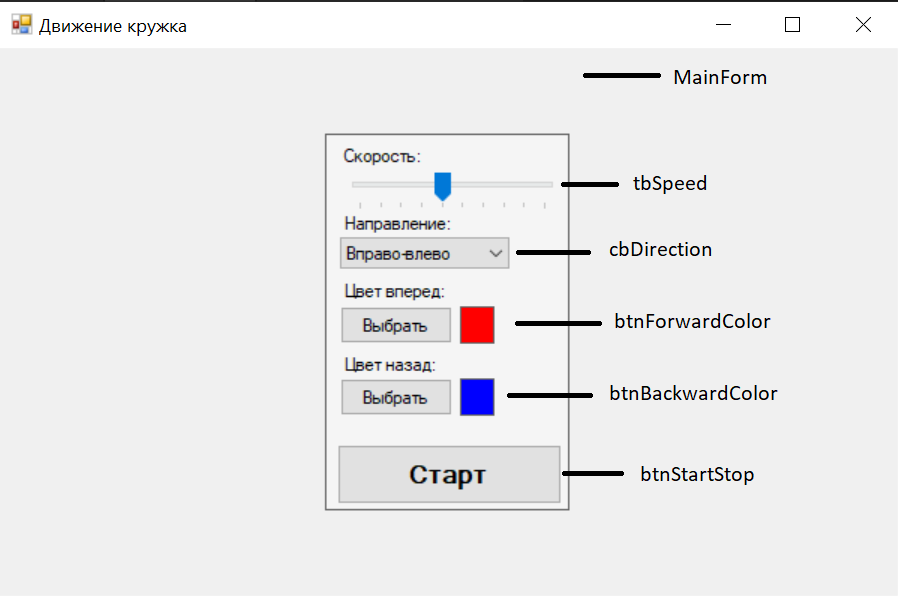 Движение кружка
MainForm
Скорость:
tbSpeed
Направление:
Вправо-влево
cbDirection
Цвет вперед:
Выбрать
btnForwardColor
Цвет назад:
Выбрать
btnBackwardColor
Старт
btnStartStop